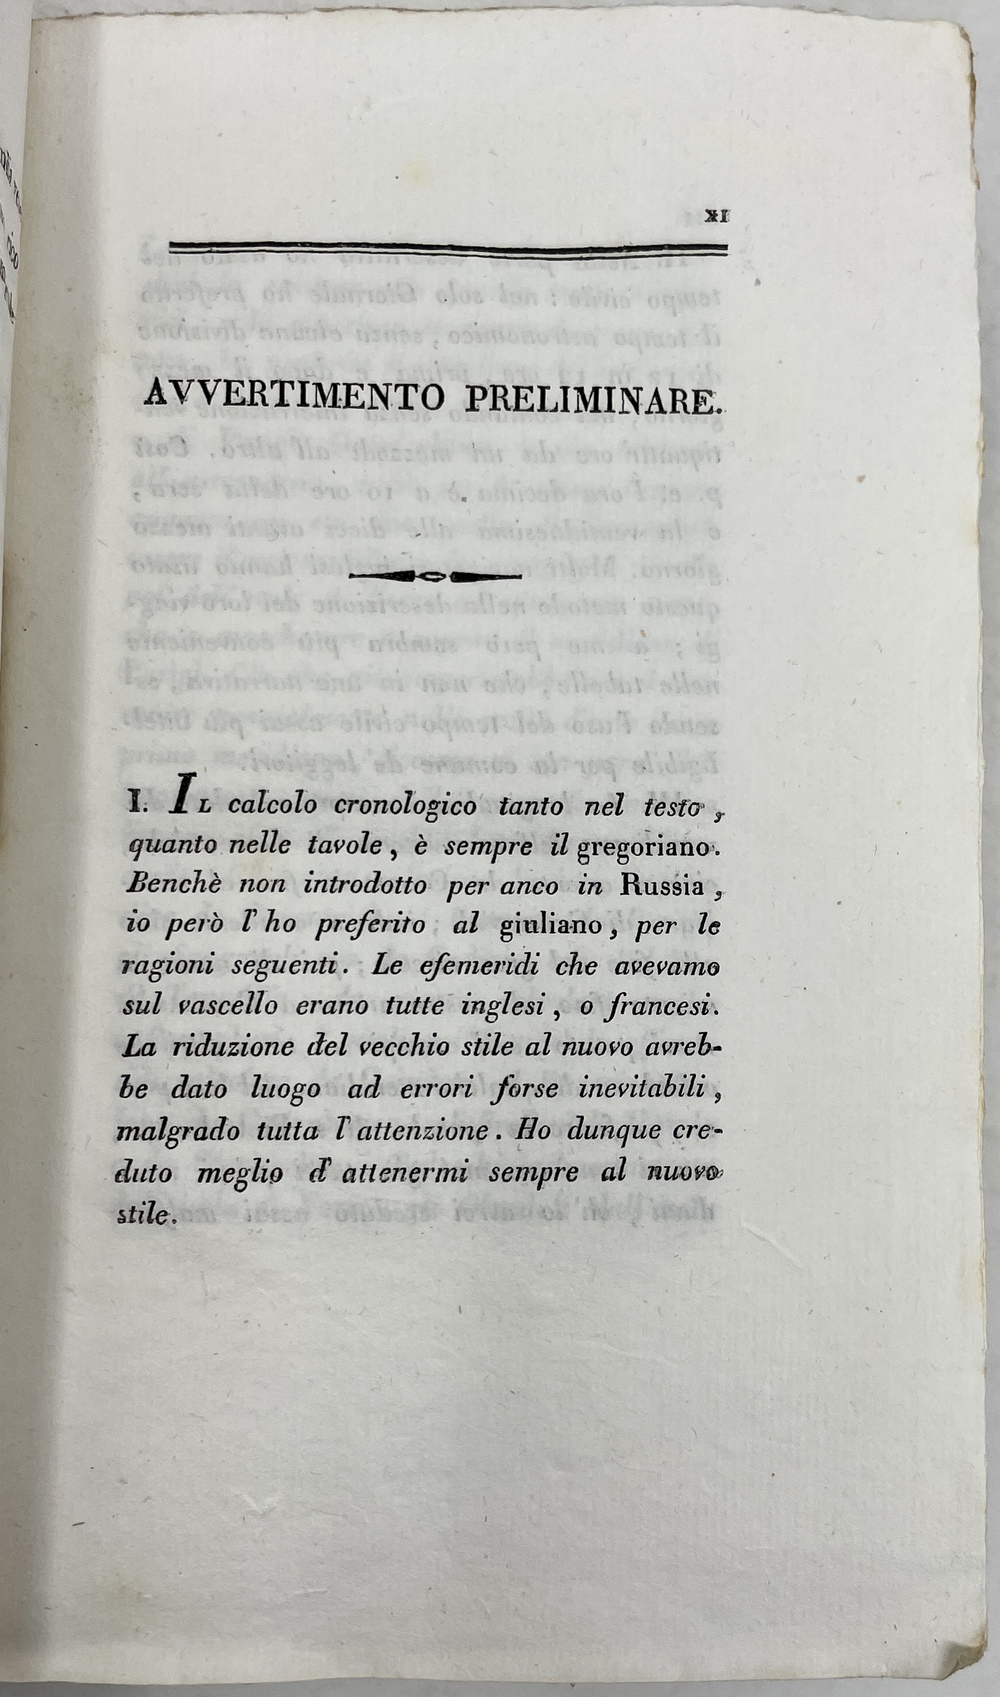 XI
AVVERTIMENTO PRELIMINARE.
I. IL calcolo cronologico tanto nel testo,
quanto nelle tavole, è sempre il gregoriano.
Benchè non introdotto per anco in Russia,
io però l'ho preferito al giuliano, per le
ragioni seguenti. Le efemeridi che avevamo
sul vascello erano tutte inglesi, o francesi.
La riduzione del vecchio stile al nuovo avreb-
be dato luogo ad errori forse inevitabili,
malgrado tutta l'attenzione. Ho dunque cre-
duto meglio d'attenermi sempre al nuovo
stile.